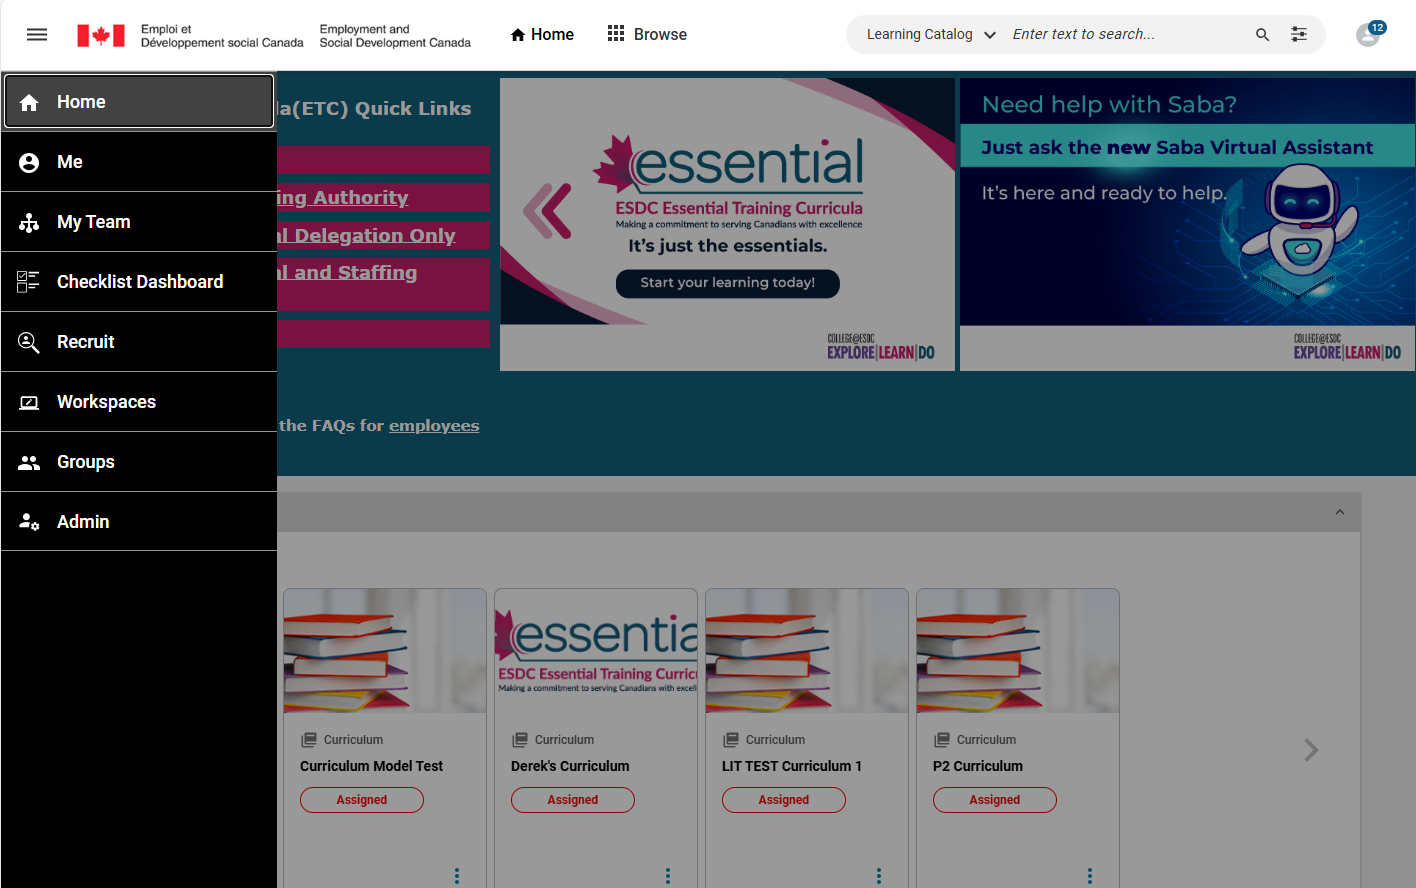 Emploi et
Développement social Canada
Employment and
Social Development Canada
Home
Browse
Learning Catalog
Enter text to search...
12
Home
Me
My Team
Checklist Dashboard
Recruit
Workspaces
Groups
Admin
(ETC) Quick Links
ing Authority
l Delegation Only
l and Staffing
the FAQs for employees
essential
ESDC Essential Training Curricula
Making a commitment to serving Canadians with excellence
It's just the essentials.
Start your learning today!
COLLEGE@ESDC
EXPLORE|LEARN|DO
Need help with Saba?
Just ask the new Saba Virtual Assistant
It's here and ready to help.
COLLEGE@ESDC
EXPLORE|LEARN|DO
Curriculum
Curriculum Model Test
Assigned
essentia
ESDC Essential Training Curric
Making a commitment to serving Canadians with excell
Curriculum
Derek's Curriculum
Assigned
Curriculum
LIT TEST Curriculum 1
Assigned
Curriculum
P2 Curriculum
Assigned